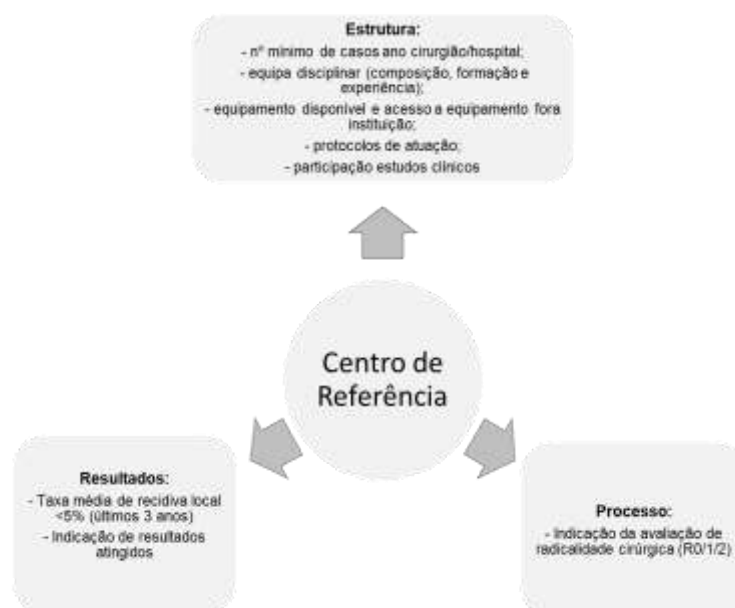 Estrutura:
- nº mínimo de casos ano cirurgião/hospital;
- equipa disciplinar (composição, formação e
experiência);
- equipamento disponível e acesso a equipamento fora
instituição;
- protocolos de atuação;
- participação estudos clínicos
Centro de
Referência
Resultados:
- Taxa média de recidiva local
<5% (últimos 3 anos)
- Indicação de resultados
atingidos
Processo:
- Indicação da avaliação de
radicalidade cirúrgica (R0/1/2)